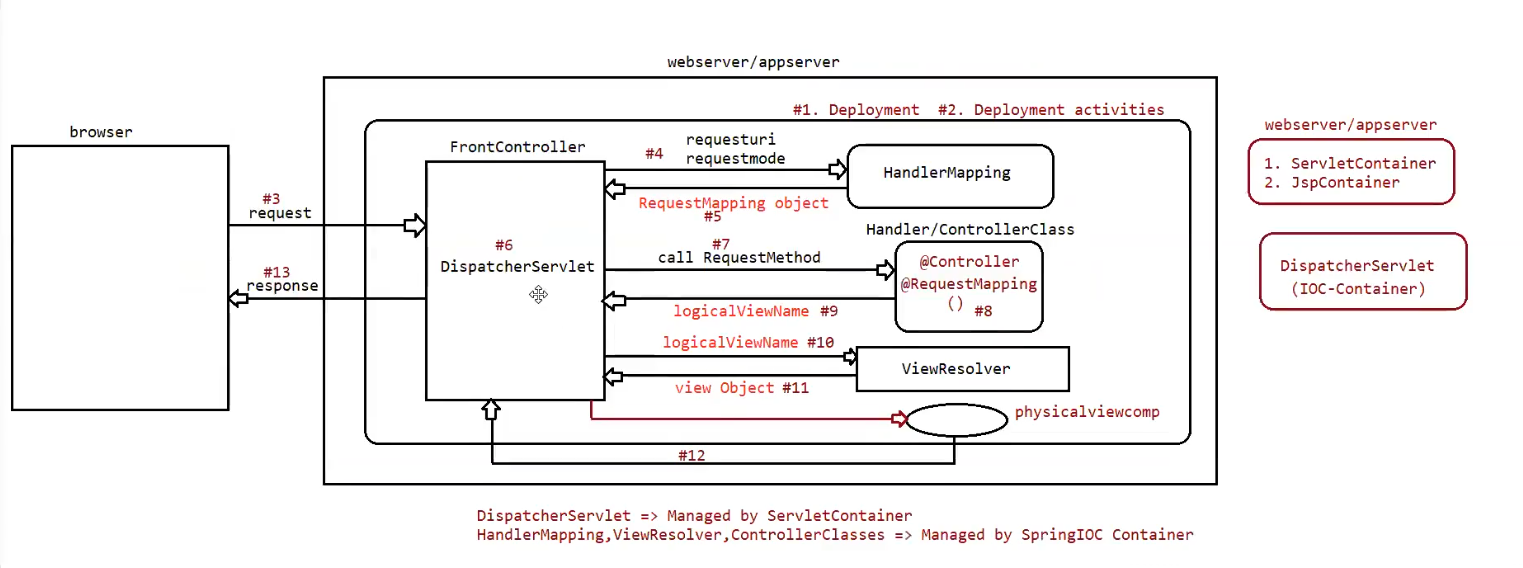 webserver/appserver
#1. Deployment #2. Deployment activities
browser
FrontController
#4
requesturi
requestmode
HandlerMapping
RequestMapping object
#5
#3
request
#6
DispatcherServlet
#7
call RequestMethod
Handler/ControllerClass
@Controller
@RequestMapping
() #8
#13
response
logicalViewName #9
logicalViewName #10
ViewResolver
view Object #11
physicalviewcomp
#12
webserver/appserver
1. ServletContainer
2. JspContainer
DispatcherServlet
(IOC-Container)
DispatcherServlet => Managed by ServletContainer
HandlerMapping,ViewResolver,ControllerClasses => Managed by SpringIOC Container